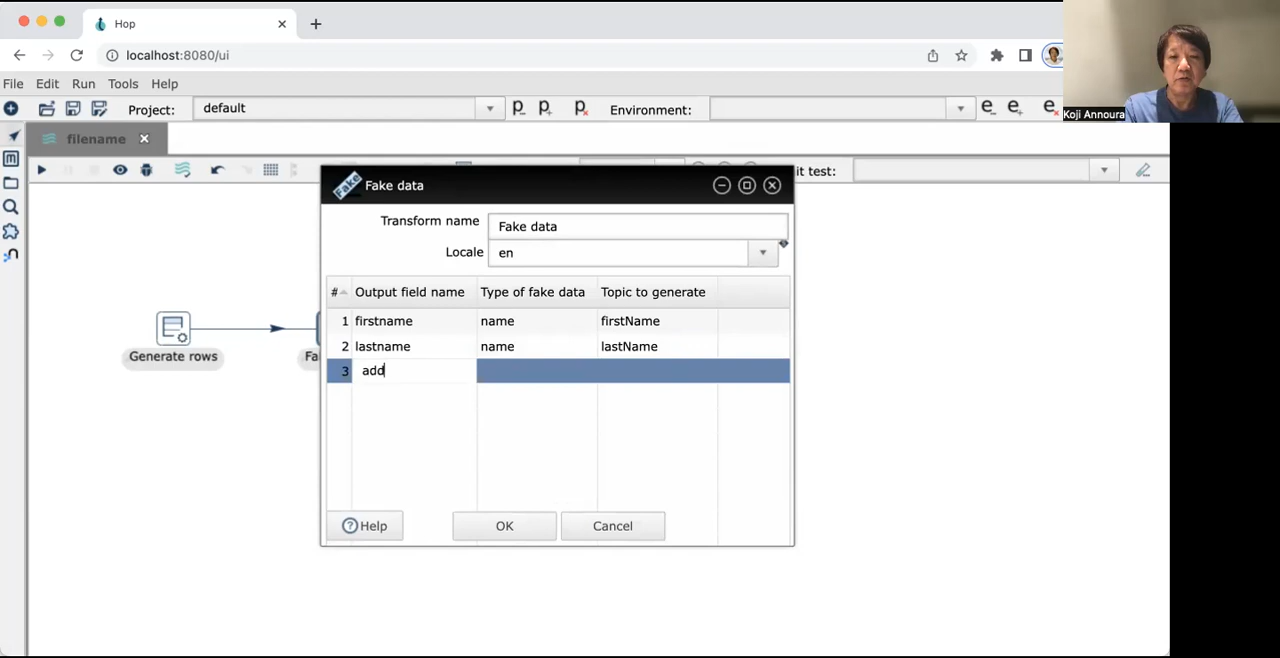 Hop
localhost:8080/ui
File Edit Run Tools Help
Project: default Environment:
Koji Annoura
filename
it test:
Fake
Fake data
Transform name Fake data
Locale en
# Output field name Type of fake data Topic to generate
1 firstname name firstName
2 lastname name lastName
3 add
Generate rows
Fa
Help OK Cancel